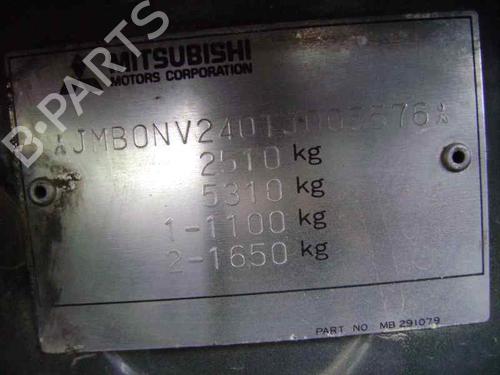 MITSUBISHI
MOTORS CORPORATION
2510 kg
5310 kg
1-1100 kg
2-1650 kg
PART NO MB 291079
B-PARTS